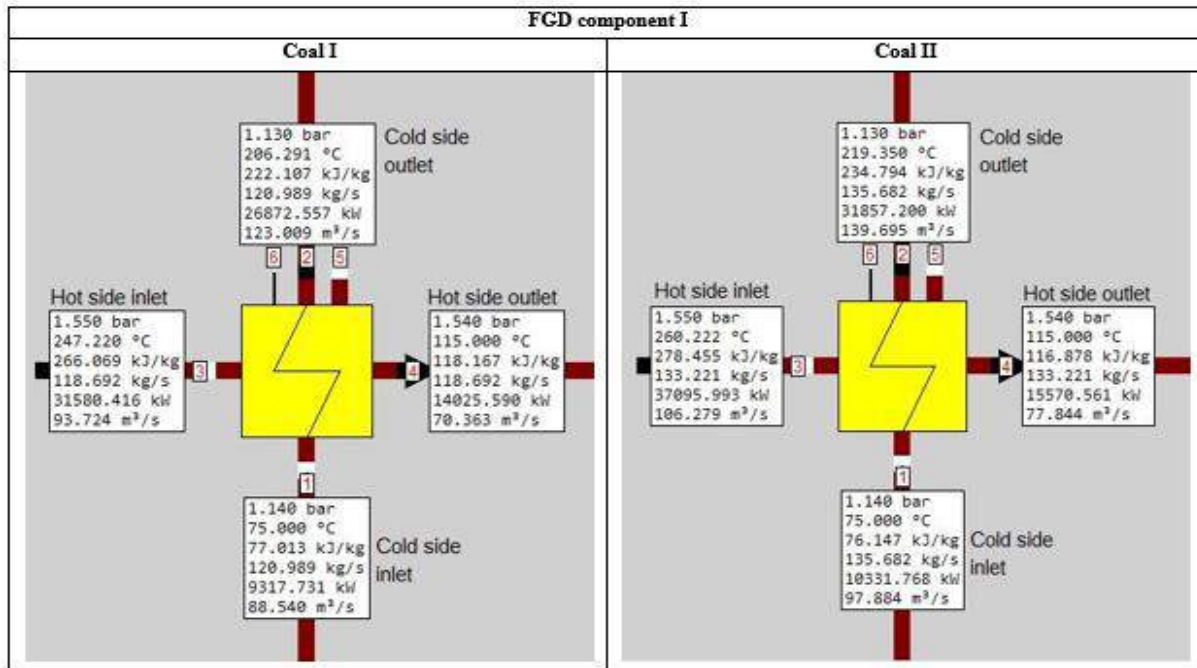 FGD component I
Coal I
Coal II
1.130 bar
206.291 °C
222.107 kJ/kg
120.989 kg/s
26872.557 kW
123.009 m³/s
Cold side
outlet
6
2
5
Hot side inlet
1.550 bar
247.220 °C
266.069 kJ/kg
118.692 kg/s
31580.416 kW
93.724 m³/s
3
4
Hot side outlet
1.540 bar
115.000 °C
118.167 kJ/kg
118.692 kg/s
14025.590 kW
70.363 m³/s
1
1.140 bar
75.000 °C
77.013 kJ/kg
120.989 kg/s
9317.731 kW
88.540 m³/s
Cold side
inlet
1.130 bar
219.350 °C
234.794 kJ/kg
135.682 kg/s
31857.200 kW
139.695 m³/s
Cold side
outlet
6
2
5
Hot side inlet
1.550 bar
260.222 °C
278.455 kJ/kg
133.221 kg/s
37095.993 kW
106.279 m³/s
3
4
Hot side outlet
1.540 bar
115.000 °C
116.878 kJ/kg
133.221 kg/s
15570.561 kW
77.844 m³/s
1
1.140 bar
75.000 °C
76.147 kJ/kg
135.682 kg/s
10331.768 kW
97.884 m³/s
Cold side
inlet